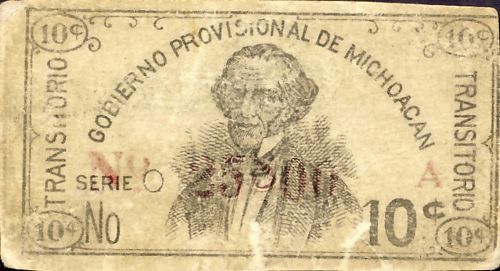 10¢ 10¢
GOBIERNO PROVISIONAL DE MICHOACAN
TRANSITORIO
TRANSITORIO
No A
SERIE O
No
10¢
10¢ 10¢